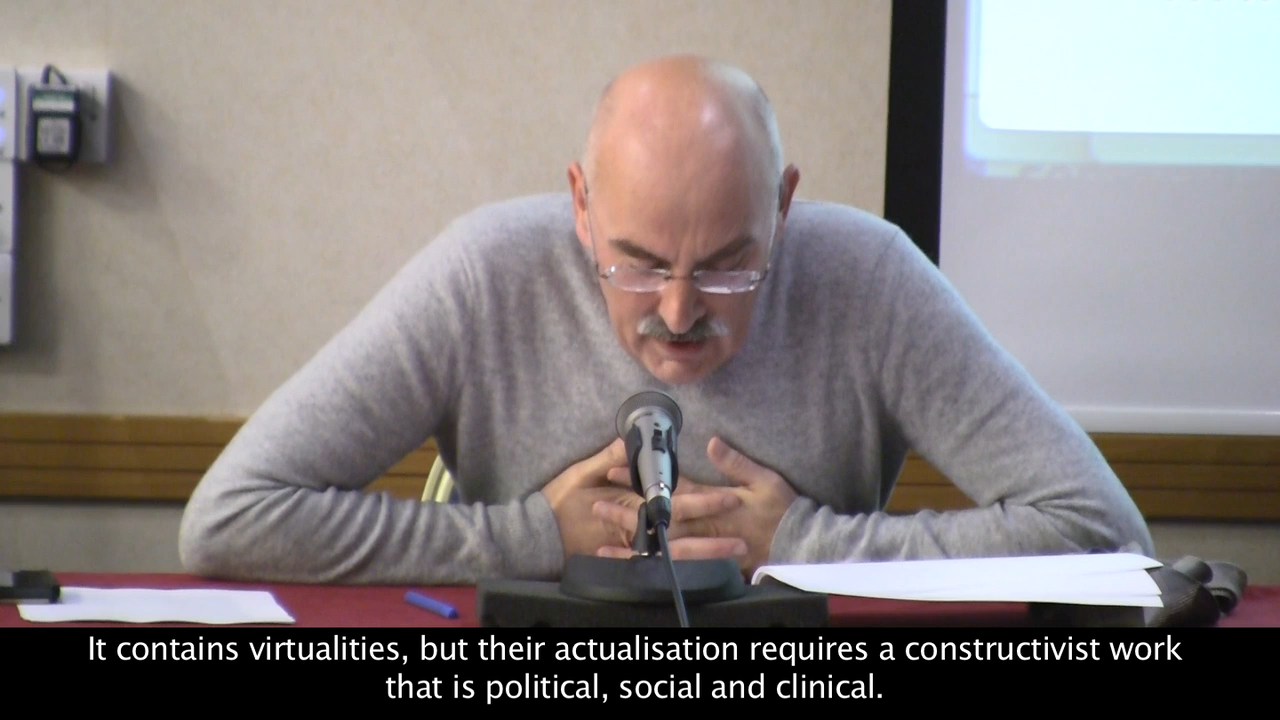 It contains virtualities, but their actualisation requires a constructivist work
that is political, social and clinical.